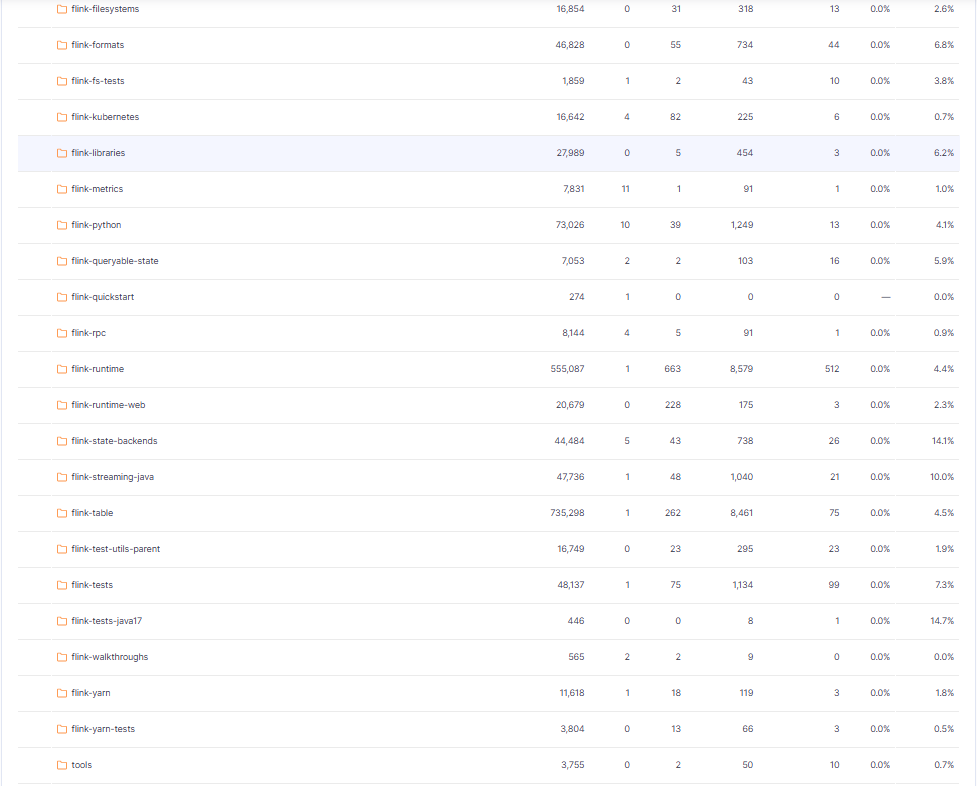 flink-filesystems 16,854 0 31 318 13 0.0% 2.6%
flink-formats 46,828 0 55 734 44 0.0% 6.8%
flink-fs-tests 1,859 1 2 43 10 0.0% 3.8%
flink-kubernetes 16,642 4 82 225 6 0.0% 0.7%
flink-libraries 27,989 0 5 454 3 0.0% 6.2%
flink-metrics 7,831 11 1 91 1 0.0% 1.0%
flink-python 73,026 10 39 1,249 13 0.0% 4.1%
flink-queryable-state 7,053 2 2 103 16 0.0% 5.9%
flink-quickstart 274 1 0 0 0 — 0.0%
flink-rpc 8,144 4 5 91 1 0.0% 0.9%
flink-runtime 555,087 1 663 8,579 512 0.0% 4.4%
flink-runtime-web 20,679 0 228 175 3 0.0% 2.3%
flink-state-backends 44,484 5 43 738 26 0.0% 14.1%
flink-streaming-java 47,736 1 48 1,040 21 0.0% 10.0%
flink-table 735,298 1 262 8,461 75 0.0% 4.5%
flink-test-utils-parent 16,749 0 23 295 23 0.0% 1.9%
flink-tests 48,137 1 75 1,134 99 0.0% 7.3%
flink-tests-java17 446 0 0 8 1 0.0% 14.7%
flink-walkthroughs 565 2 2 9 0 0.0% 0.0%
flink-yarn 11,618 1 18 119 3 0.0% 1.8%
flink-yarn-tests 3,804 0 13 66 3 0.0% 0.5%
tools 3,755 0 2 50 10 0.0% 0.7%